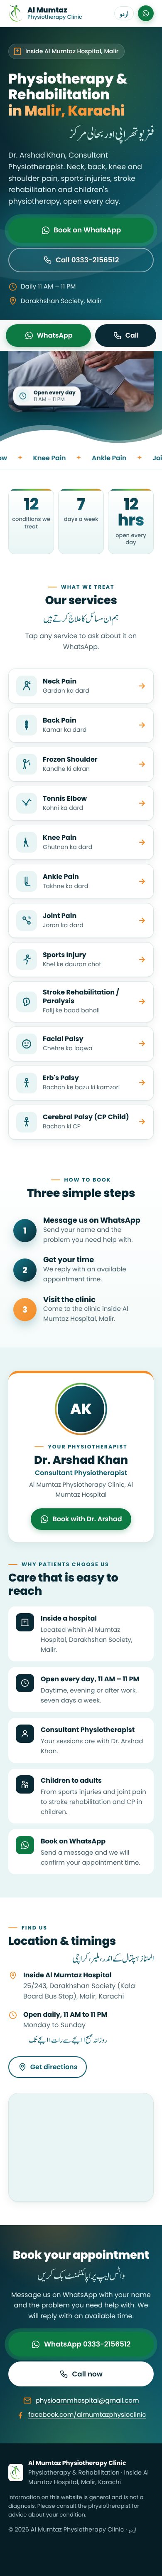 Al Mumtaz
Physiotherapy Clinic
اردو
Inside Al Mumtaz Hospital, Malir
Physiotherapy &
Rehabilitation
in Malir, Karachi
فزیوتھراپی اور بحالی مرکز
Dr. Arshad Khan, Consultant
Physiotherapist. Neck, back, knee and
shoulder pain, sports injuries, stroke
rehabilitation and children's
physiotherapy, open every day.
Book on WhatsApp
Call 0333-2156512
Daily 11 AM – 11 PM
Darakhshan Society, Malir
WhatsApp
Call
Open every day
11 AM – 11 PM
ow
Knee Pain
Ankle Pain
Joi
12
conditions we
treat
7
days a week
12
hrs
open every
day
WHAT WE TREAT
Our services
ہم ان مسائل کا علاج کرتے ہیں
Tap any service to ask about it on
WhatsApp.
Neck Pain
Gardan ka dard
Back Pain
Kamar ka dard
Frozen Shoulder
Kandhe ki akran
Tennis Elbow
Kohni ka dard
Knee Pain
Ghutnon ka dard
Ankle Pain
Takhne ka dard
Joint Pain
Joron ka dard
Sports Injury
Khel ke dauran chot
Stroke Rehabilitation /
Paralysis
Falij ke baad bahali
Facial Palsy
Chehre ka laqwa
Erb's Palsy
Bachon ke bazu ki kamzori
Cerebral Palsy (CP Child)
Bachon ki CP
HOW TO BOOK
Three simple steps
1
Message us on WhatsApp
Send your name and the
problem you need help with.
2
Get your time
We reply with an available
appointment time.
3
Visit the clinic
Come to the clinic inside Al
Mumtaz Hospital, Malir.
AK
YOUR PHYSIOTHERAPIST
Dr. Arshad Khan
Consultant Physiotherapist
Al Mumtaz Physiotherapy Clinic, Al
Mumtaz Hospital
Book with Dr. Arshad
WHY PATIENTS CHOOSE US
Care that is easy to
reach
Inside a hospital
Located within Al Mumtaz
Hospital, Darakhshan Society,
Malir.
Open every day, 11 AM – 11 PM
Daytime, evening or after work,
seven days a week.
Consultant Physiotherapist
Your sessions are with Dr. Arshad
Khan.
Children to adults
From sports injuries and joint pain
to stroke rehabilitation and CP in
children.
Book on WhatsApp
Send a message and we will
confirm your appointment time.
FIND US
Location & timings
الممتاز ہسپتال کے اندر، ملیر، کراچی
Inside Al Mumtaz Hospital
25/243, Darakhshan Society (Kala
Board Bus Stop), Malir, Karachi
Open daily, 11 AM to 11 PM
Monday to Sunday
روزانہ صبح ۱۱ بجے سے رات ۱۱ بجے تک
Get directions
Book your appointment
واٹس ایپ پر اپائنٹمنٹ بک کریں
Message us on WhatsApp with your name
and the problem you need help with. We
will reply with an available time.
WhatsApp 0333-2156512
Call now
physioammhospital@gmail.com
facebook.com/almumtazphysioclinic
Al Mumtaz Physiotherapy Clinic
Physiotherapy & Rehabilitation · Inside Al
Mumtaz Hospital, Malir, Karachi
Information on this website is general and is not a
diagnosis. Please consult the physiotherapist for
advice about your condition.
© 2026 Al Mumtaz Physiotherapy Clinic · اردو